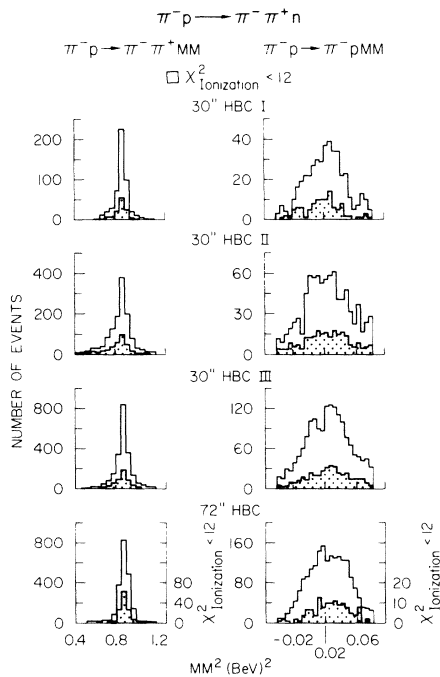 π⁻p → π⁻π⁺n
π⁻p → π⁻π⁺MM π⁻p → π⁻pMM
□ χ²Ionization < 12
30" HBC I
200
100
0
40
20
0
30" HBC II
400
200
0
60
30
0
30" HBC III
800
400
0
120
60
0
72" HBC
800
400
0
80
40
0
χ²Ionization < 12
160
80
0
20
10
0
χ²Ionization < 12
0.4 0.8 1.2
-0.02 0.02 0.06
NUMBER OF EVENTS
MM² (BeV)²